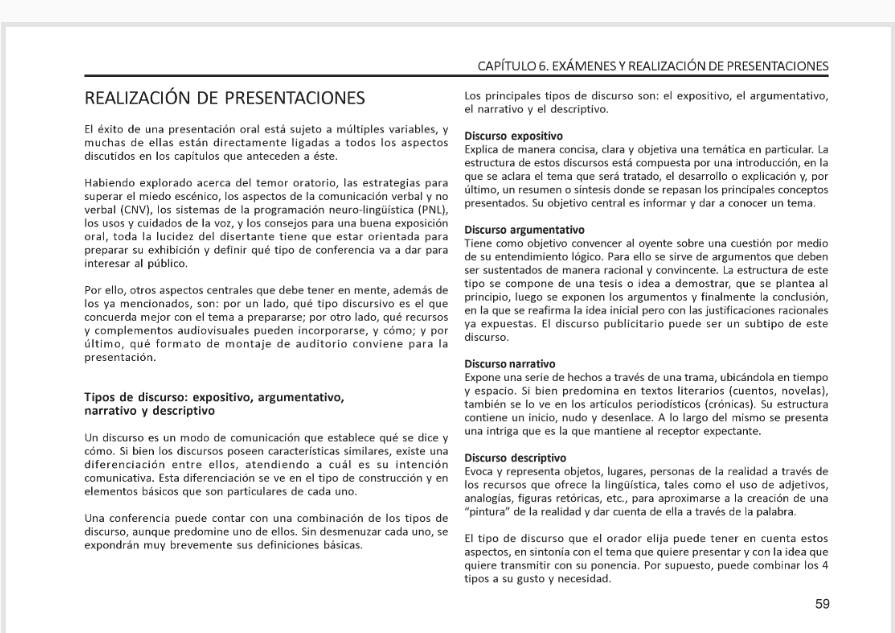 CAPÍTULO 6. EXÁMENES Y REALIZACIÓN DE PRESENTACIONES
REALIZACIÓN DE PRESENTACIONES
El éxito de una presentación oral está sujeto a múltiples variables, y
muchas de ellas están directamente ligadas a todos los aspectos
discutidos en los capítulos que anteceden a éste.
Habiendo explorado acerca del temor oratorio, las estrategias para
superar el miedo escénico, los aspectos de la comunicación verbal y no
verbal (CNV), los sistemas de la programación neuro-lingüística (PNL),
los usos y cuidados de la voz, y los consejos para una buena exposición
oral, toda la lucidez del disertante tiene que estar orientada para
preparar su exhibición y definir qué tipo de conferencia va a dar para
interesar al público.
Por ello, otros aspectos centrales que debe tener en mente, además de
los ya mencionados, son: por un lado, qué tipo discursivo es el que
concuerda mejor con el tema a prepararse; por otro lado, qué recursos
y complementos audiovisuales pueden incorporarse, y cómo; y por
último, qué formato de montaje de auditorio conviene para la
presentación.
Tipos de discurso: expositivo, argumentativo,
narrativo y descriptivo
Un discurso es un modo de comunicación que establece qué se dice y
cómo. Si bien los discursos poseen características similares, existe una
diferenciación entre ellos, atendiendo a cuál es su intención
comunicativa. Esta diferenciación se ve en el tipo de construcción y en
elementos básicos que son particulares de cada uno.
Una conferencia puede contar con una combinación de los tipos de
discurso, aunque predomine uno de ellos. Sin desmenuzar cada uno, se
expondrán muy brevemente sus definiciones básicas.
Los principales tipos de discurso son: el expositivo, el argumentativo,
el narrativo y el descriptivo.
Discurso expositivo
Explica de manera concisa, clara y objetiva una temática en particular. La
estructura de estos discursos está compuesta por una introducción, en la
que se aclara el tema que será tratado, el desarrollo o explicación y, por
último, un resumen o síntesis donde se repasan los principales conceptos
presentados. Su objetivo central es informar y dar a conocer un tema.
Discurso argumentativo
Tiene como objetivo convencer al oyente sobre una cuestión por medio
de su entendimiento lógico. Para ello se sirve de argumentos que deben
ser sustentados de manera racional y convincente. La estructura de este
tipo se compone de una tesis o idea a demostrar, que se plantea al
principio, luego se exponen los argumentos y finalmente la conclusión,
en la que se reafirma la idea inicial pero con las justificaciones racionales
ya expuestas. El discurso publicitario puede ser un subtipo de este
discurso.
Discurso narrativo
Expone una serie de hechos a través de una trama, ubicándola en tiempo
y espacio. Si bien predomina en textos literarios (cuentos, novelas),
también se lo ve en los artículos periodísticos (crónicas). Su estructura
contiene un inicio, nudo y desenlace. A lo largo del mismo se presenta
una intriga que es la que mantiene al receptor expectante.
Discurso descriptivo
Evoca y representa objetos, lugares, personas de la realidad a través de
los recursos que ofrece la lingüística, tales como el uso de adjetivos,
analogías, figuras retóricas, etc., para aproximarse a la creación de una
“pintura” de la realidad y dar cuenta de ella a través de la palabra.
El tipo de discurso que el orador elija puede tener en cuenta estos
aspectos, en sintonía con el tema que quiere presentar y con la idea que
quiere transmitir con su ponencia. Por supuesto, puede combinar los 4
tipos a su gusto y necesidad.
59